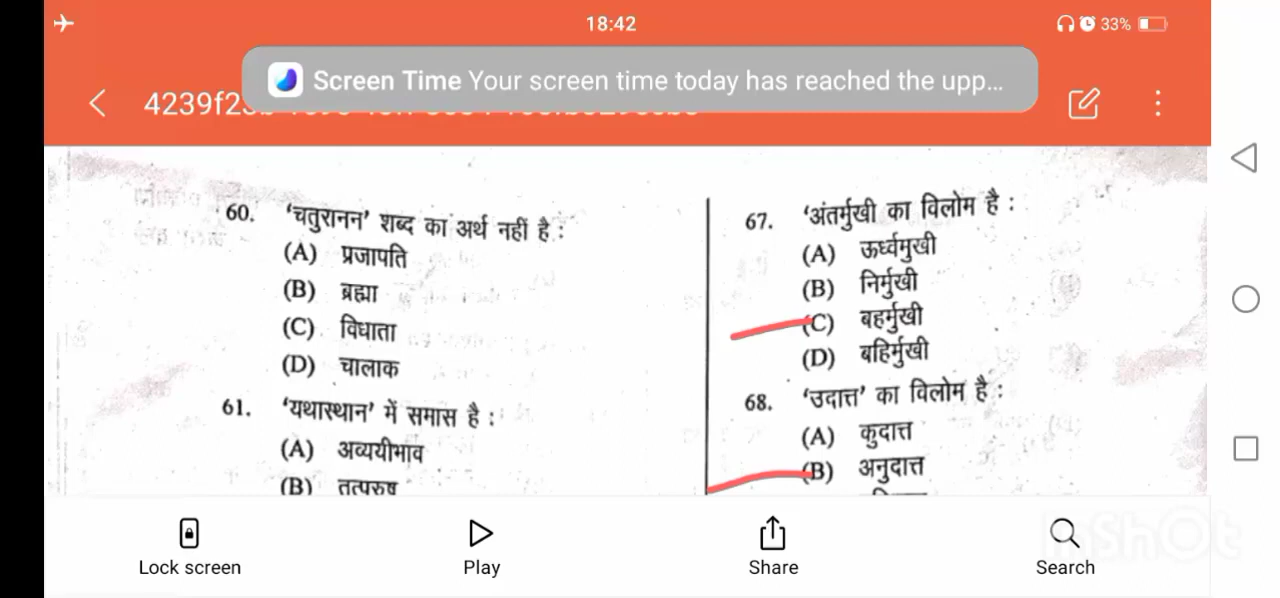 18:42
33%
Screen Time Your screen time today has reached the upp...
60. 'चतुरानन' शब्द का अर्थ नहीं है :
(A) प्रजापति
(B) ब्रह्मा
(C) विधाता
(D) चालाक
61. 'यथास्थान' में समास है :
(A) अव्ययीभाव
(B) तत्पुरुष
67. 'अंतर्मुखी का विलोम है :
(A) ऊर्ध्वमुखी
(B) निर्मुखी
(C) बहर्मुखी
(D) बहिर्मुखी
68. 'उदात्त' का विलोम है :
(A) कुदात्त
(B) अनुदात्त
Lock screen
Play
Share
Search
InShOt